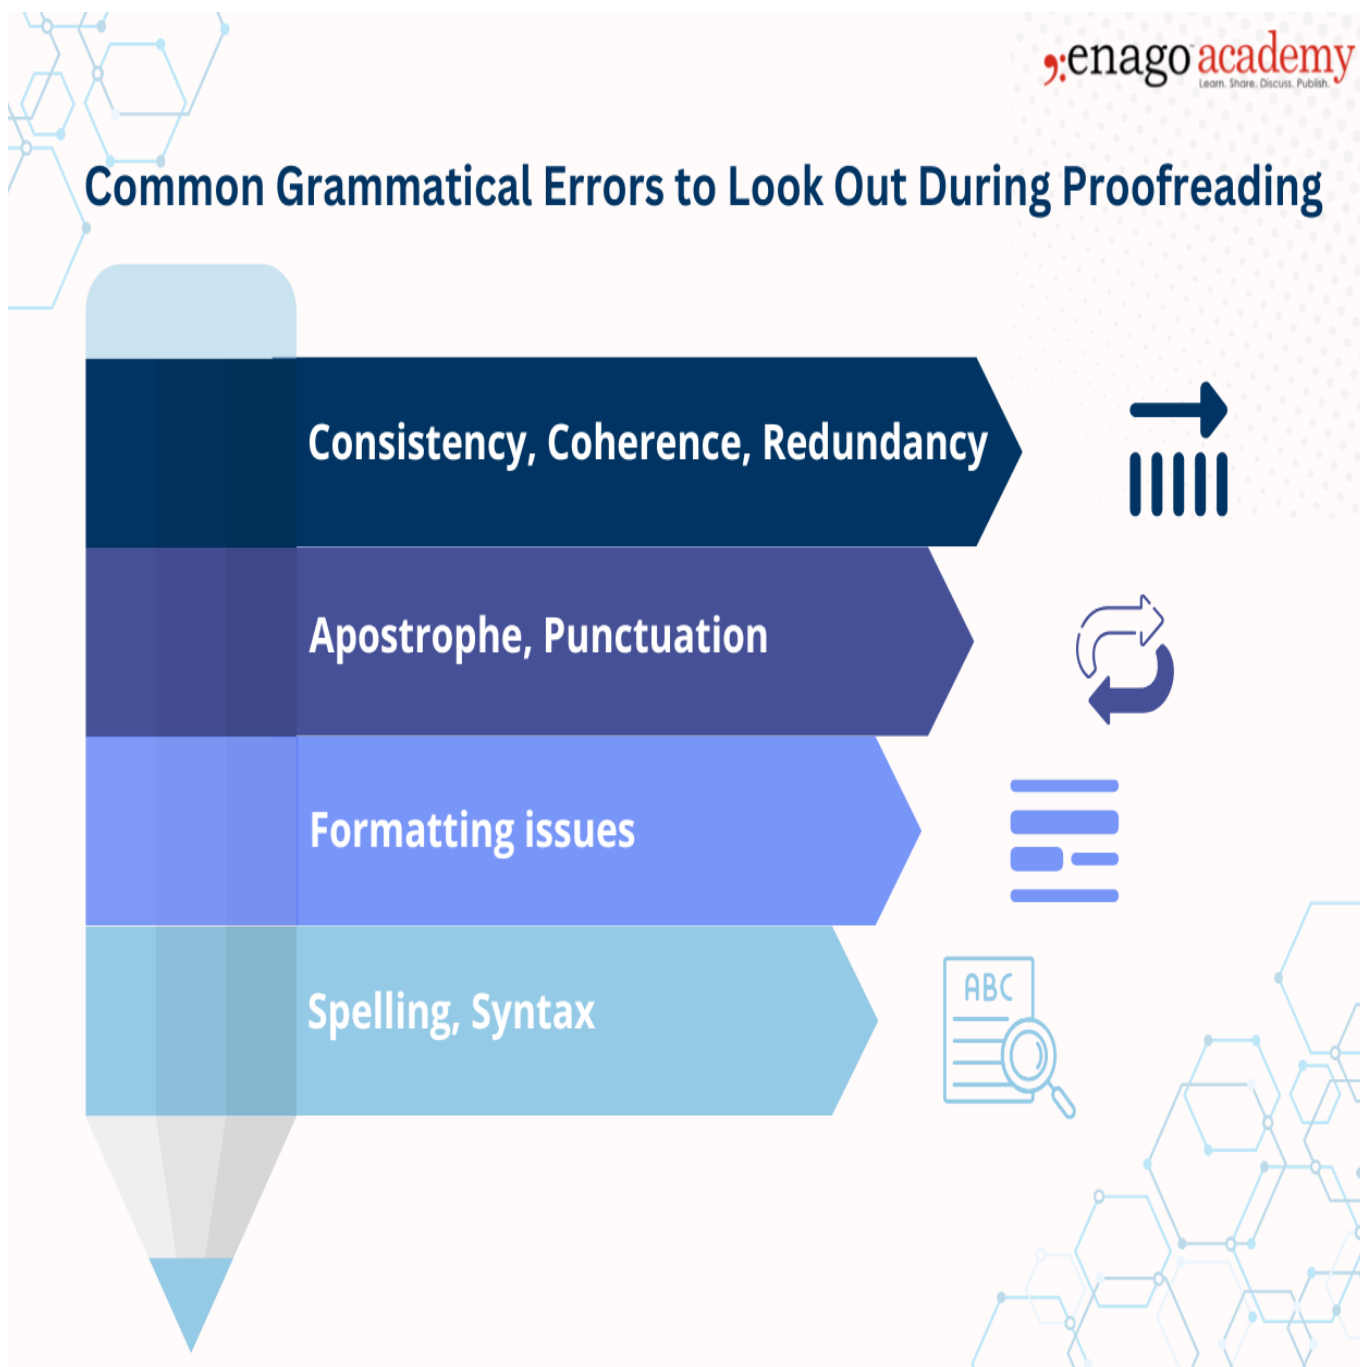 enago academy
Learn. Share. Discuss. Publish.
Common Grammatical Errors to Look Out During Proofreading
Consistency, Coherence, Redundancy
Apostrophe, Punctuation
Formatting issues
Spelling, Syntax
ABC